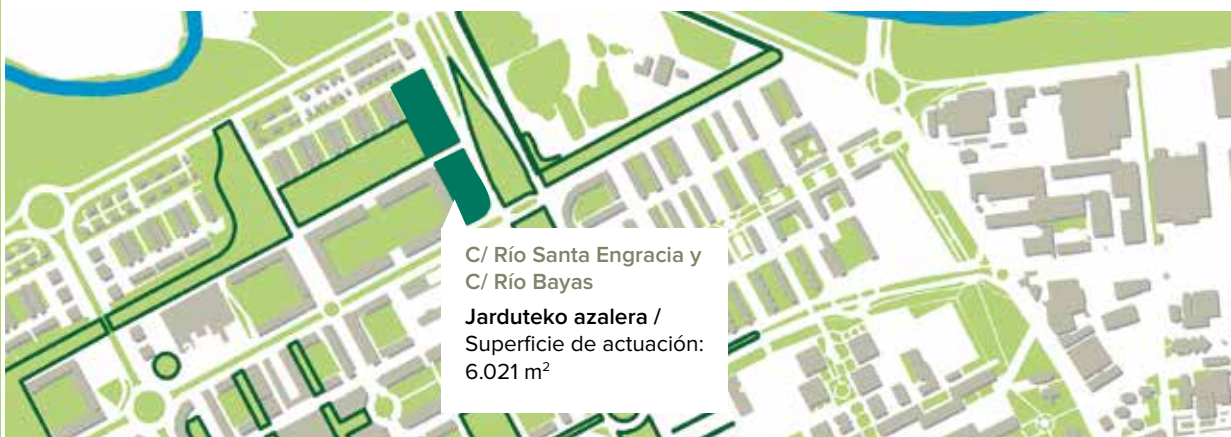 C/ Río Santa Engracia y
C/ Río Bayas
Jarduteko azalera /
Superficie de actuación:
6.021 m²